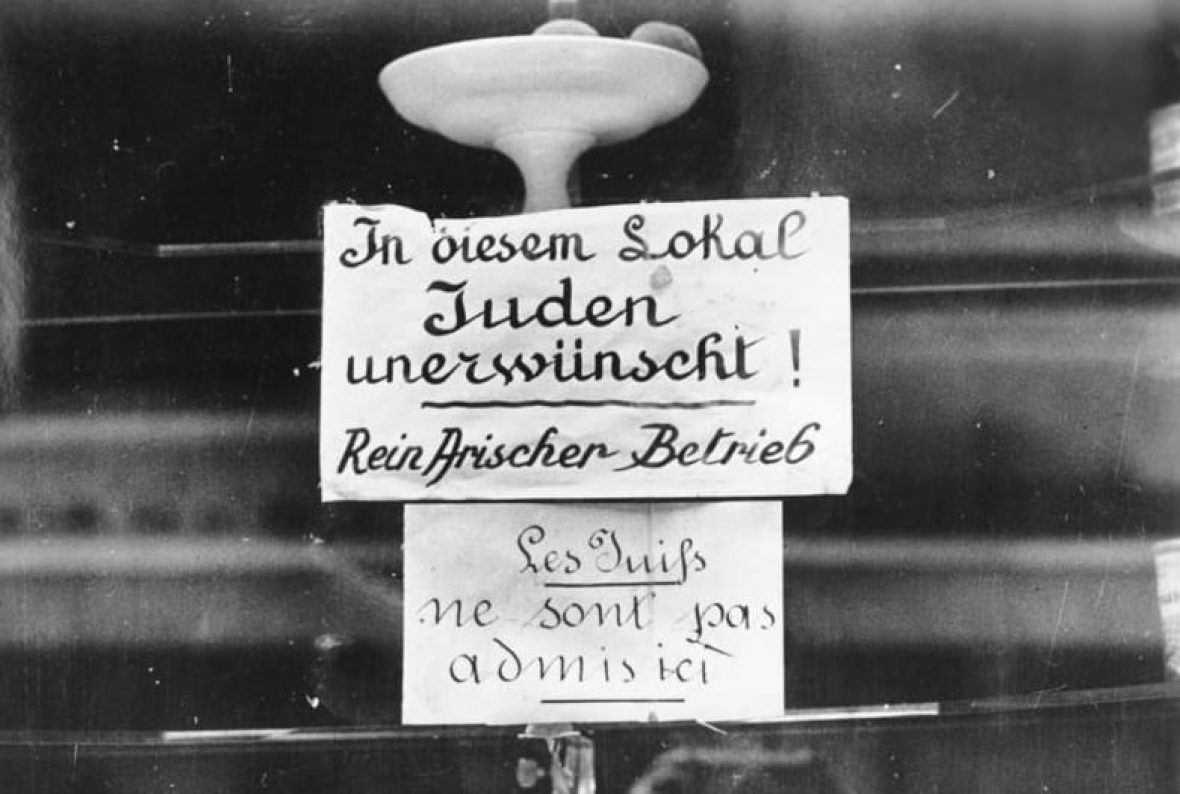 In diesem Lokal
Juden
unerwünscht !
Rein Arischer Betrieb
Les Juifs
ne sont pas
admis ici